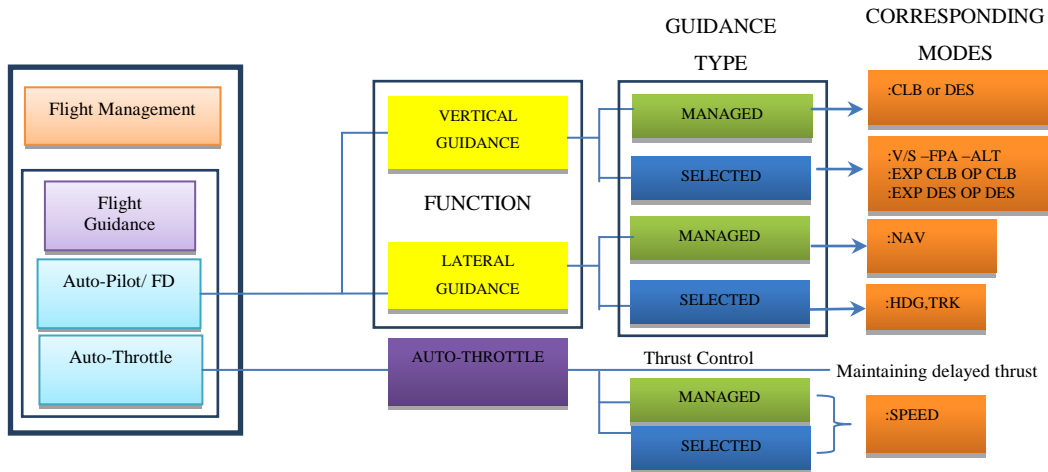 GUIDANCE
TYPE
CORRESPONDING
MODES
Flight Management
Flight
Guidance
Auto-Pilot/ FD
Auto-Throttle
VERTICAL
GUIDANCE
FUNCTION
LATERAL
GUIDANCE
AUTO-THROTTLE
MANAGED
SELECTED
MANAGED
SELECTED
Thrust Control
MANAGED
SELECTED
:CLB or DES
:V/S –FPA –ALT
:EXP CLB OP CLB
:EXP DES OP DES
:NAV
:HDG,TRK
Maintaining delayed thrust
:SPEED